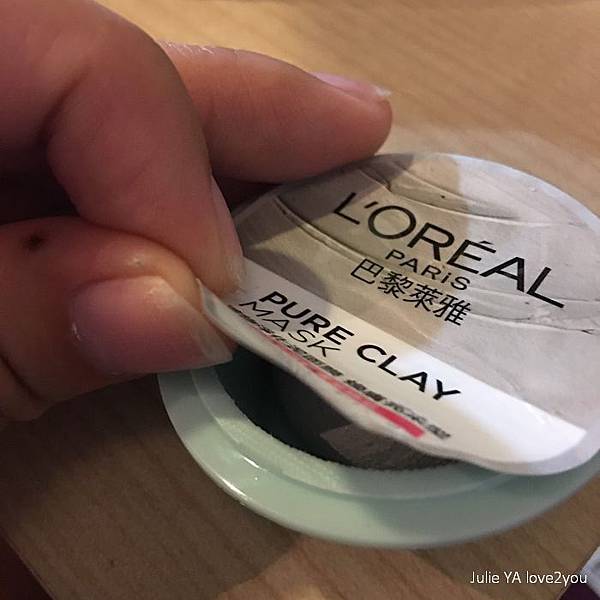 L'ORÉAL
PARiS
巴黎萊雅
PURE CLAY
MASK
Julie YA love2you